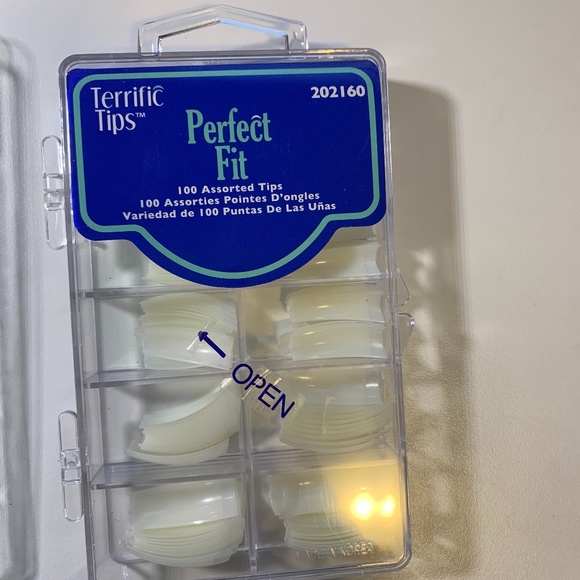 Terrific
Tips™
202160
Perfect
Fit
100 Assorted Tips
100 Assorties Pointes D'ongles
Variedad de 100 Puntas De Las Uñas
OPEN
KOREA